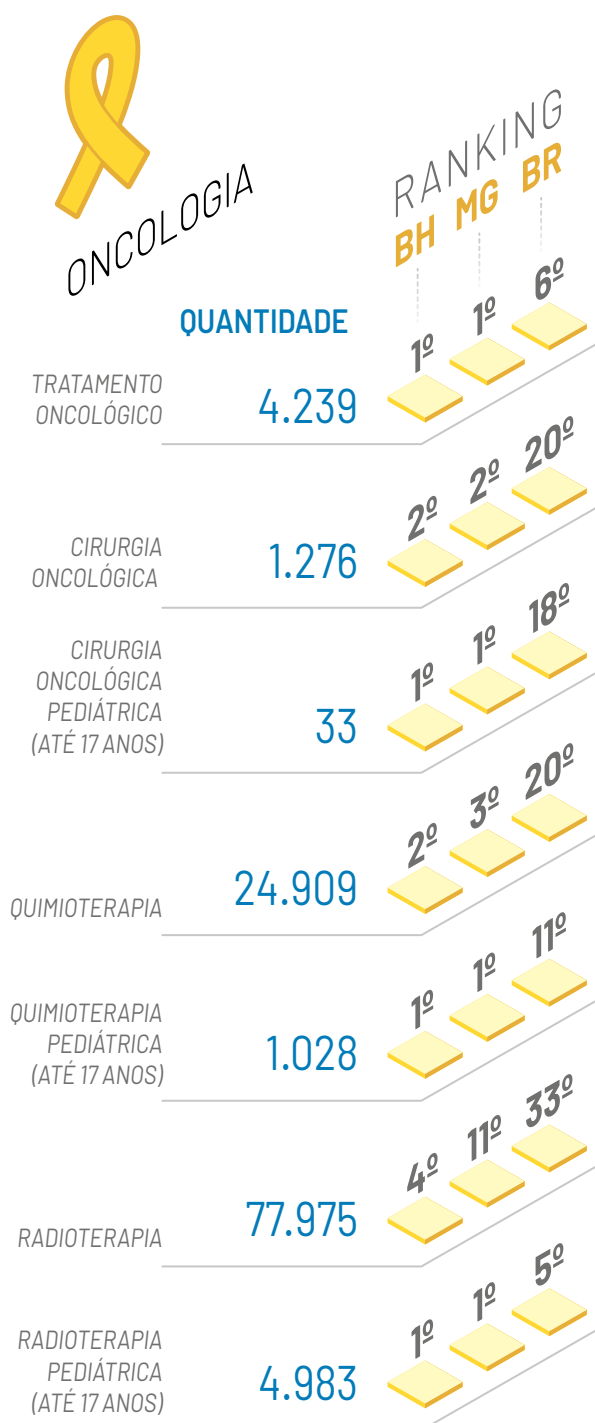 ONCOLOGIA
RANKING
BH MG BR
QUANTIDADE
TRATAMENTO
ONCOLÓGICO
4.239
1º 1º 6º
CIRURGIA
ONCOLÓGICA
1.276
2º 2º 20º
CIRURGIA
ONCOLÓGICA
PEDIÁTRICA
(ATÉ 17 ANOS)
33
1º 1º 18º
QUIMIOTERAPIA
24.909
2º 3º 20º
QUIMIOTERAPIA
PEDIÁTRICA
(ATÉ 17 ANOS)
1.028
1º 1º 11º
RADIOTERAPIA
77.975
4º 11º 33º
RADIOTERAPIA
PEDIÁTRICA
(ATÉ 17 ANOS)
4.983
1º 1º 5º